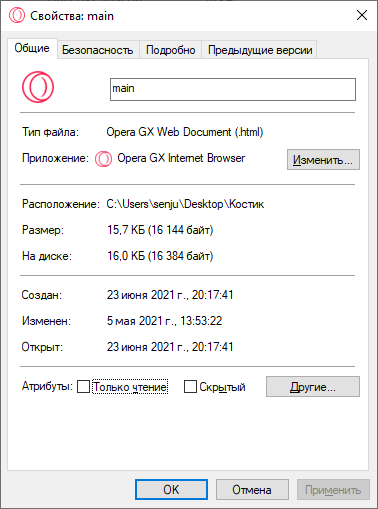 Свойства: main
Общие Безопасность Подробно Предыдущие версии
main
Тип файла: Opera GX Web Document (.html)
Приложение: Opera GX Internet Browser Изменить...
Расположение: C:\Users\senju\Desktop\Костик
Размер: 15,7 КБ (16 144 байт)
На диске: 16,0 КБ (16 384 байт)
Создан: 23 июня 2021 г., 20:17:41
Изменен: 5 мая 2021 г., 13:53:22
Открыт: 23 июня 2021 г., 20:17:41
Атрибуты: Только чтение Скрытый Другие...
OK Отмена Применить